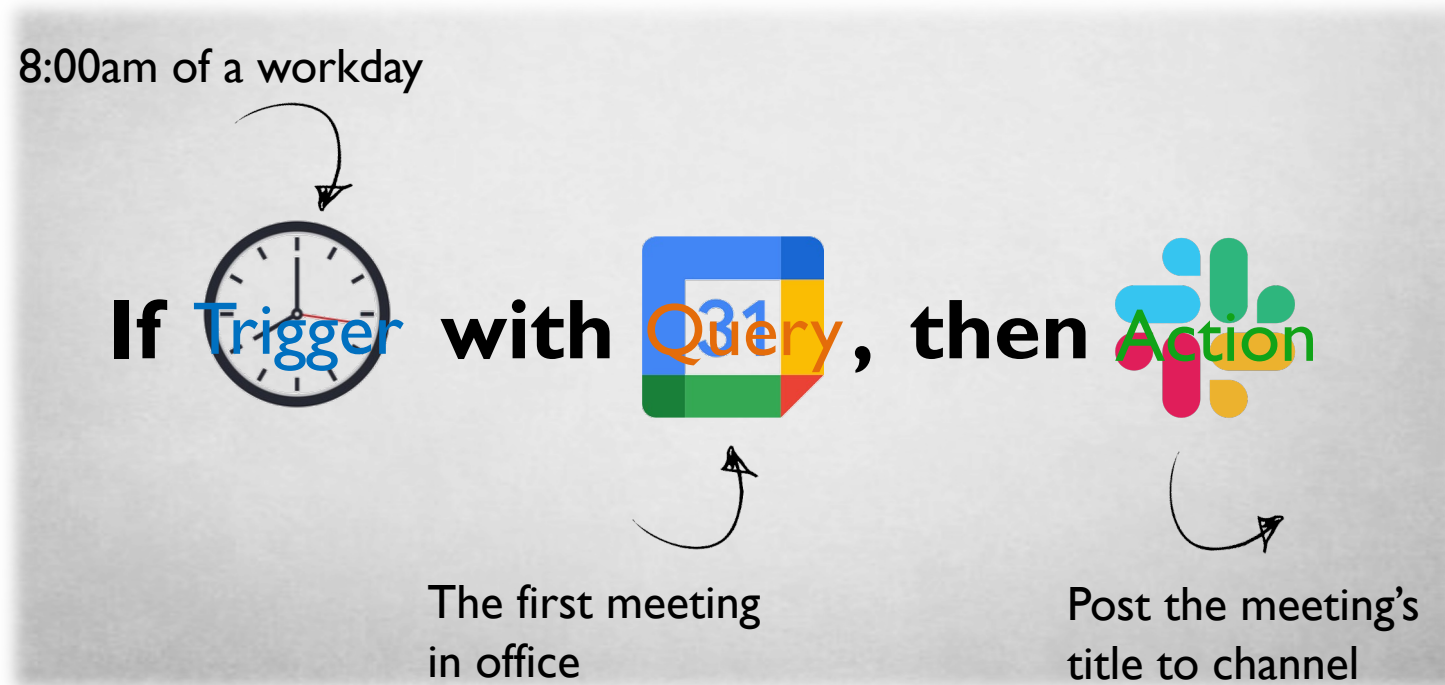 8:00am of a workday
If Trigger with Query, then Action
31
The first meeting
in office
Post the meeting's
title to channel